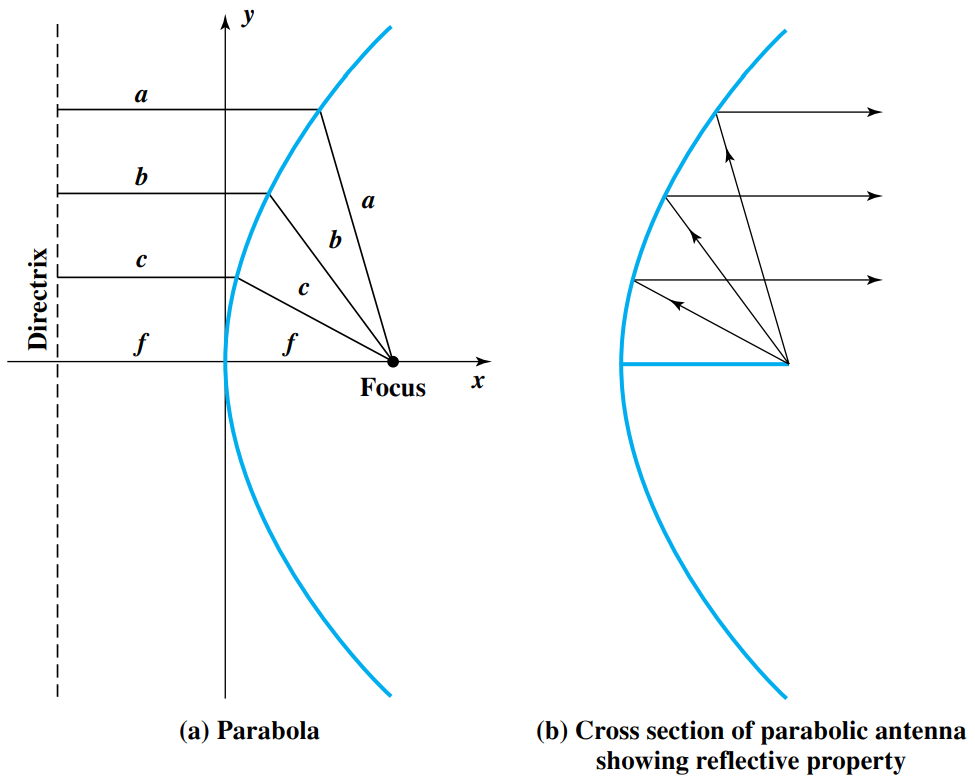 y
a
b
a
b
c
c
Directrix
f
f
Focus
x
(a) Parabola
(b) Cross section of parabolic antenna
showing reflective property